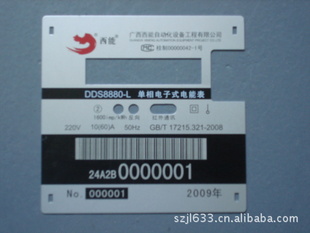 西能
广西西能自动化设备工程有限公司
DDS8880-L 单相电子式电能表
220V 10(60)A 50Hz GB/T 17215.321-2008
24A2B 0000001
No. 000001 2009年
szjl633.cn.alibaba.com